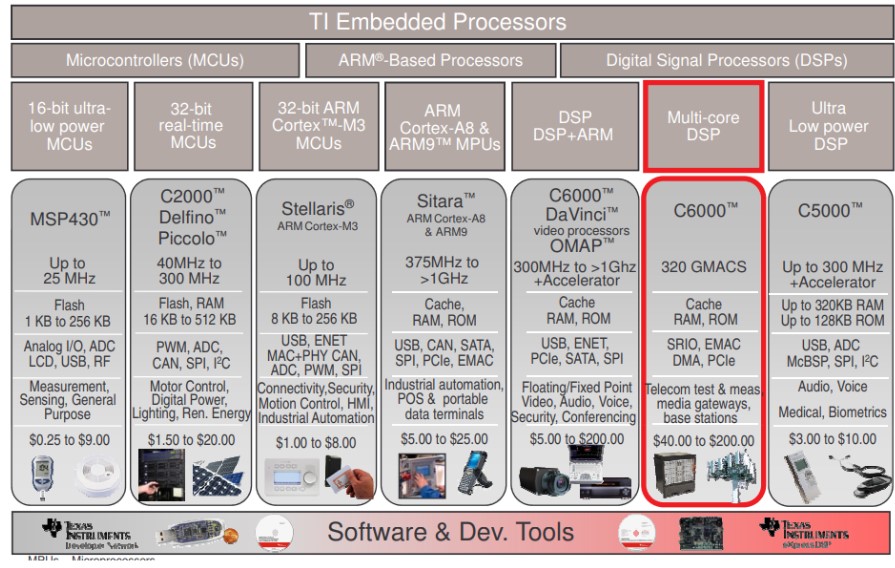 TI Embedded Processors
Microcontrollers (MCUs)
ARM®-Based Processors
Digital Signal Processors (DSPs)
16-bit ultra-
low power
MCUs
32-bit
real-time
MCUs
32-bit ARM
Cortex™-M3
MCUs
ARM
Cortex-A8 &
ARM9™ MPUs
DSP
DSP+ARM
Multi-core
DSP
Ultra
Low power
DSP
MSP430™
Up to
25 MHz
Flash
1 KB to 256 KB
Analog I/O, ADC
LCD, USB, RF
Measurement,
Sensing, General
Purpose
$0.25 to $9.00
C2000™
Delfino™
Piccolo™
40MHz to
300 MHz
Flash, RAM
16 KB to 512 KB
PWM, ADC,
CAN, SPI, I²C
Motor Control,
Digital Power,
Lighting, Ren. Energy
$1.50 to $20.00
Stellaris®
ARM Cortex-M3
Up to
100 MHz
Flash
8 KB to 256 KB
USB, ENET
MAC+PHY CAN,
ADC, PWM, SPI
Connectivity,Security,
Motion Control, HMI,
Industrial Automation
$1.00 to $8.00
Sitara™
ARM Cortex-A8
& ARM9
375MHz to
>1GHz
Cache,
RAM, ROM
USB, CAN, SATA,
SPI, PCIe, EMAC
Industrial automation,
POS & portable
data terminals
$5.00 to $25.00
C6000™
DaVinci™
video processors
OMAP™
300MHz to >1Ghz
+Accelerator
Cache
RAM, ROM
USB, ENET,
PCIe, SATA, SPI
Floating/Fixed Point
Video, Audio, Voice,
Security, Conferencing
$5.00 to $200.00
C6000™
320 GMACS
Cache
RAM, ROM
SRIO, EMAC
DMA, PCIe
Telecom test & meas,
media gateways,
base stations
$40.00 to $200.00
C5000™
Up to 300 MHz
+Accelerator
Up to 320KB RAM
Up to 128KB ROM
USB, ADC
McBSP, SPI, I²C
Audio, Voice
Medical, Biometrics
$3.00 to $10.00
TEXAS
INSTRUMENTS
Developer Network
Software & Dev. Tools
TEXAS
INSTRUMENTS
eXpressDSP